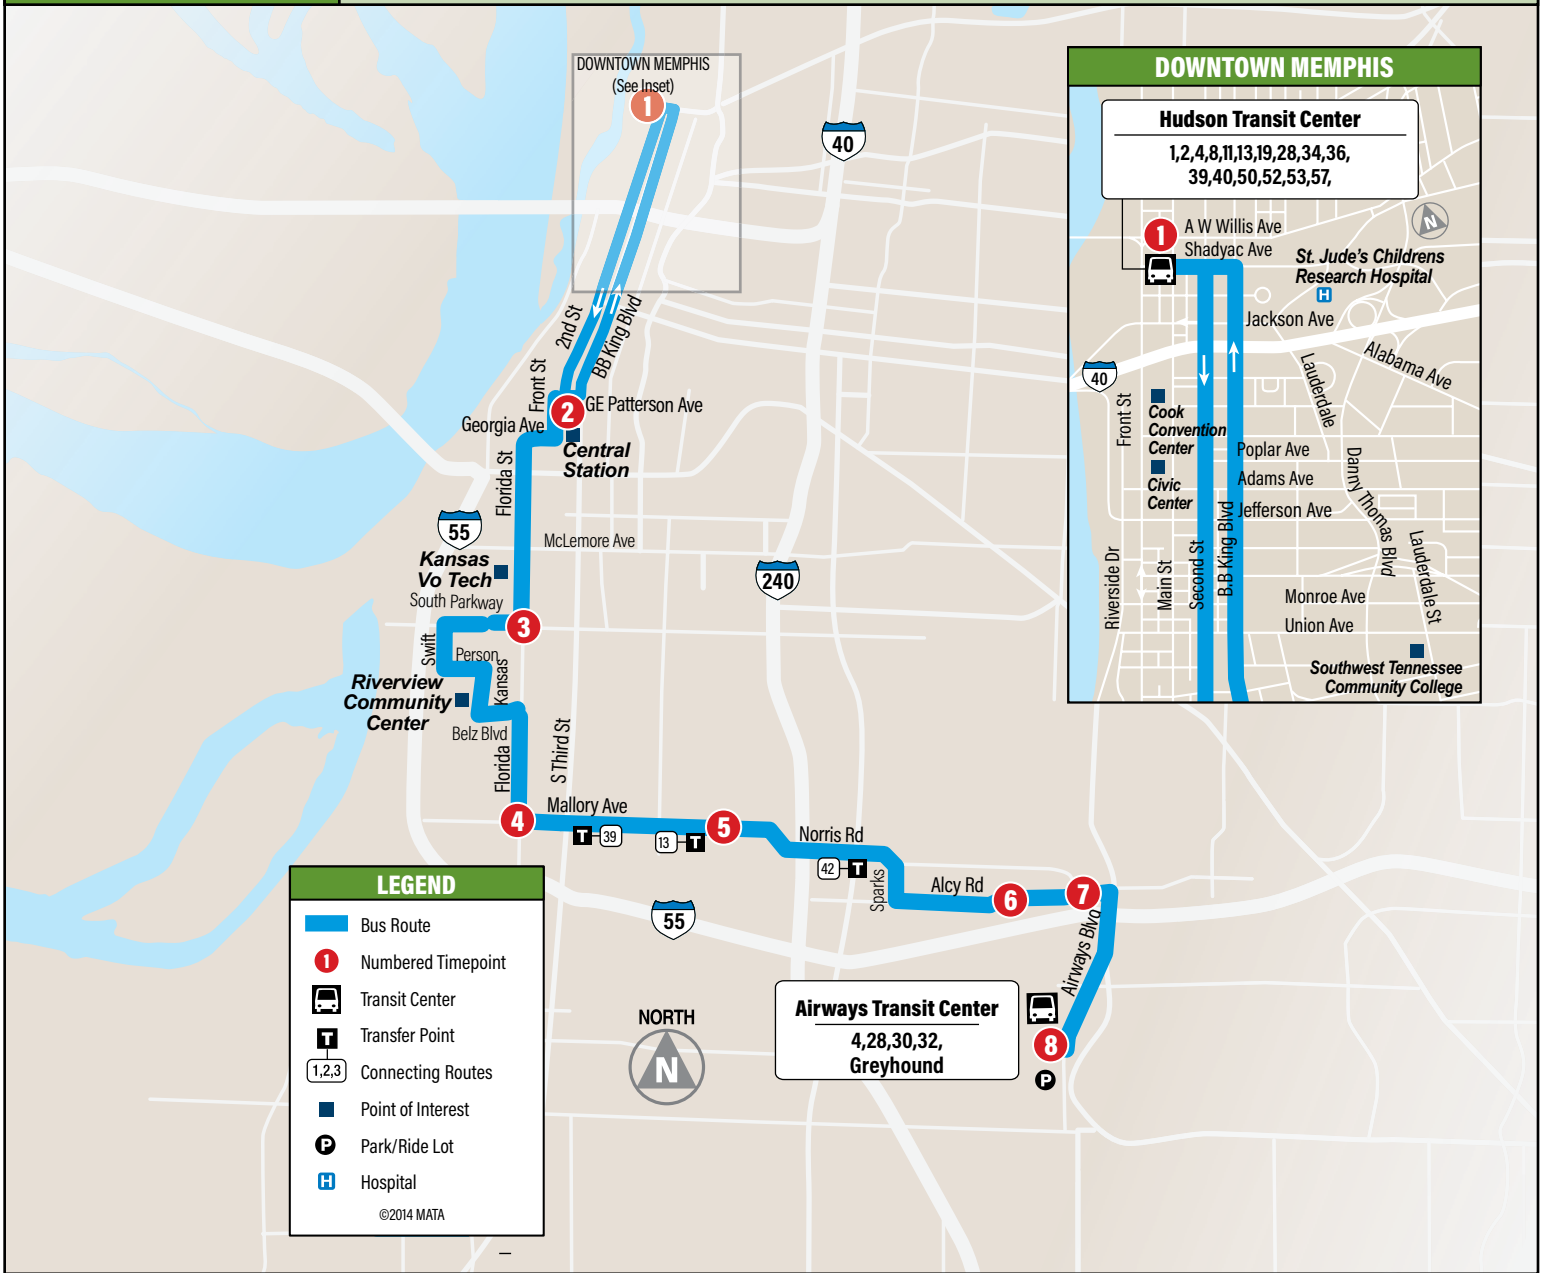 DOWNTOWN MEMPHIS
(See Inset)
1
40
2nd St
BB King Blvd
Front St
2
GE Patterson Ave
Georgia Ave
Central
Station
Florida St
55
McLemore Ave
Kansas
Vo Tech
240
South Parkway
3
Swift
Person
Kansas
Riverview
Community
Center
Belz Blvd
Florida
S Third St
4
Mallory Ave
T
39
13
T
5
Norris Rd
42
T
Sparks
Alcy Rd
6
7
55
Airways Blvd
Airways Transit Center
4,28,30,32,
Greyhound
8
P
NORTH
N
DOWNTOWN MEMPHIS
Hudson Transit Center
1,2,4,8,11,13,19,28,34,36,
39,40,50,52,53,57,
N
1
A W Willis Ave
Shadyac Ave
St. Jude's Childrens
Research Hospital
H
Jackson Ave
Alabama Ave
40
Lauderdale
Front St
Cook
Convention
Center
Poplar Ave
Civic
Center
Adams Ave
Jefferson Ave
Danny Thomas Blvd
Lauderdale St
Riverside Dr
Main St
Second St
B.B King Blvd
Monroe Ave
Union Ave
Southwest Tennessee
Community College
LEGEND
Bus Route
1
Numbered Timepoint
Transit Center
T
Transfer Point
1,2,3
Connecting Routes
Point of Interest
P
Park/Ride Lot
H
Hospital
©2014 MATA